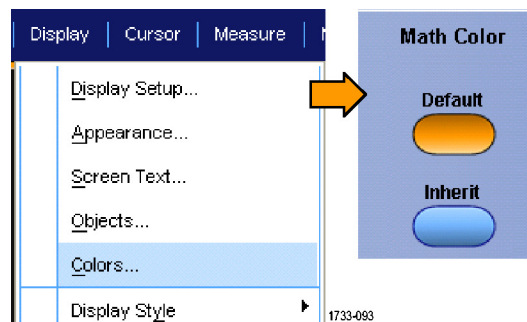 Display Cursor Measure
Display Setup...
Appearance...
Screen Text...
Objects...
Colors...
Display Style
Math Color
Default
Inherit
1733-093